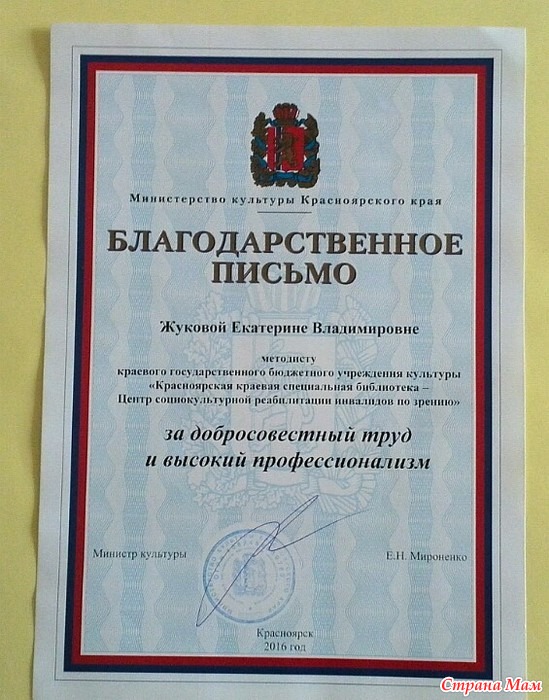 Министерство культуры Красноярского края
БЛАГОДАРСТВЕННОЕ
ПИСЬМО
Жуковой Екатерине Владимировне
методисту
краевого государственного бюджетного учреждения культуры
«Красноярская краевая специальная библиотека –
Центр социокультурной реабилитации инвалидов по зрению»
за добросовестный труд
и высокий профессионализм
Министр культуры
Е.Н. Мироненко
Красноярск
2016 год
Страна Мам